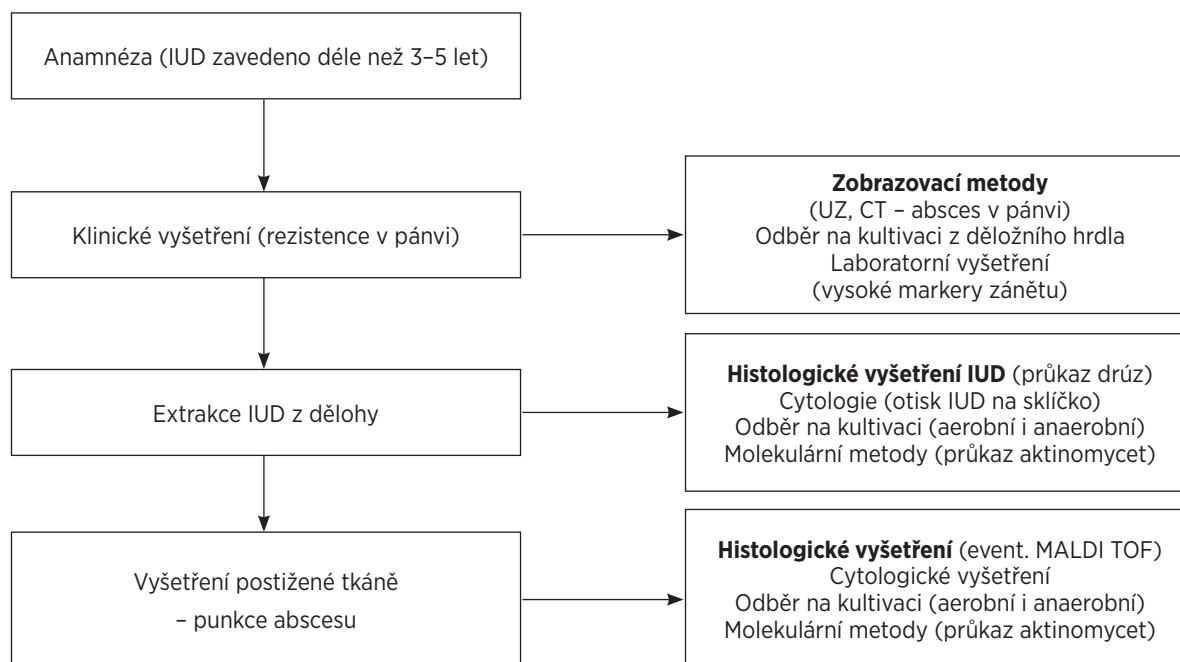 Anamnéza (IUD zavedeno déle než 3–5 let)
Klinické vyšetření (rezistence v pánvi)
Zobrazovací metody
(UZ, CT – absces v pánvi)
Odběr na kultivaci z děložního hrdla
Laboratorní vyšetření
(vysoké markery zánětu)
Extrakce IUD z dělohy
Histologické vyšetření IUD (průkaz drúz)
Cytologie (otisk IUD na sklíčko)
Odběr na kultivaci (aerobní i anaerobní)
Molekulární metody (průkaz aktinomycet)
Vyšetření postižené tkáně
– punkce abscesu
Histologické vyšetření (event. MALDI TOF)
Cytologické vyšetření
Odběr na kultivaci (aerobní i anaerobní)
Molekulární metody (průkaz aktinomycet)